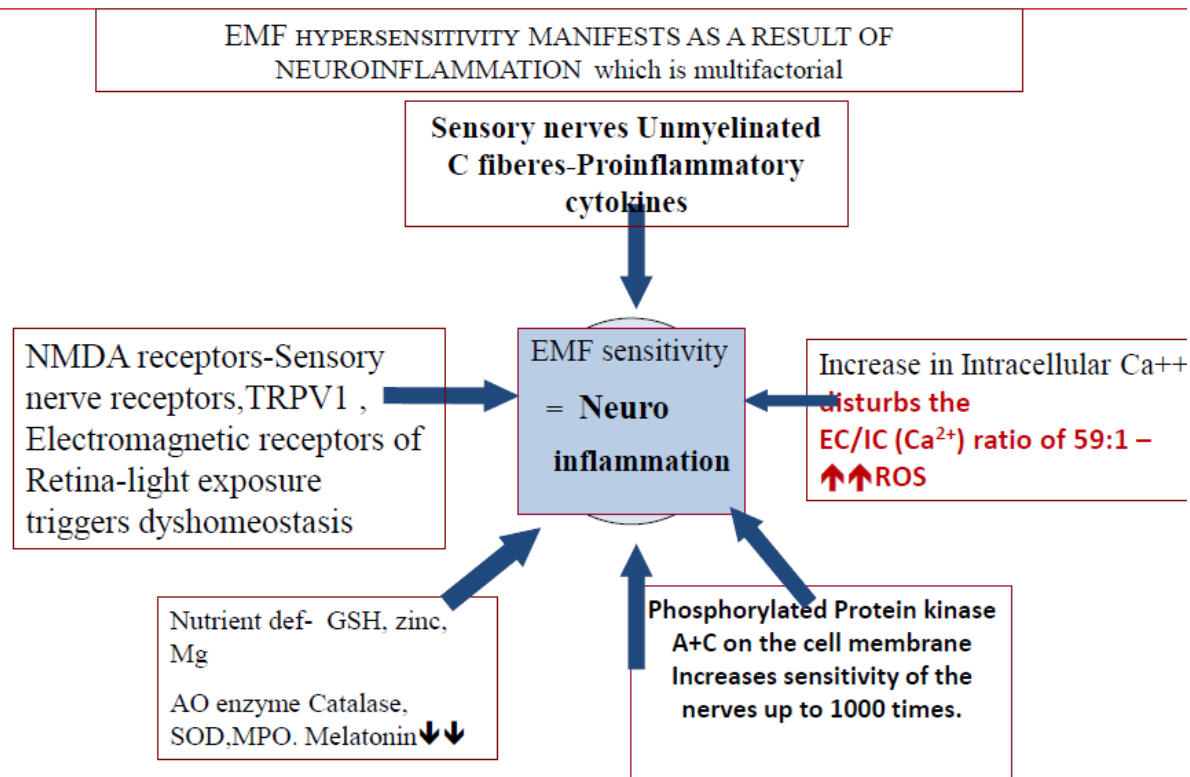 EMF HYPERSENSITIVITY MANIFESTS AS A RESULT OF
NEUROINFLAMMATION which is multifactorial
Sensory nerves Unmyelinated
C fiberes-Proinflammatory
cytokines
NMDA receptors-Sensory
nerve receptors,TRPV1 ,
Electromagnetic receptors of
Retina-light exposure
triggers dyshomeostasis
EMF sensitivity
= Neuro
inflammation
Increase in Intracellular Ca++
disturbs the
EC/IC (Ca²⁺) ratio of 59:1 –
↑↑ROS
Nutrient def- GSH, zinc,
Mg
AO enzyme Catalase,
SOD,MPO. Melatonin↓↓
Phosphorylated Protein kinase
A+C on the cell membrane
Increases sensitivity of the
nerves up to 1000 times.